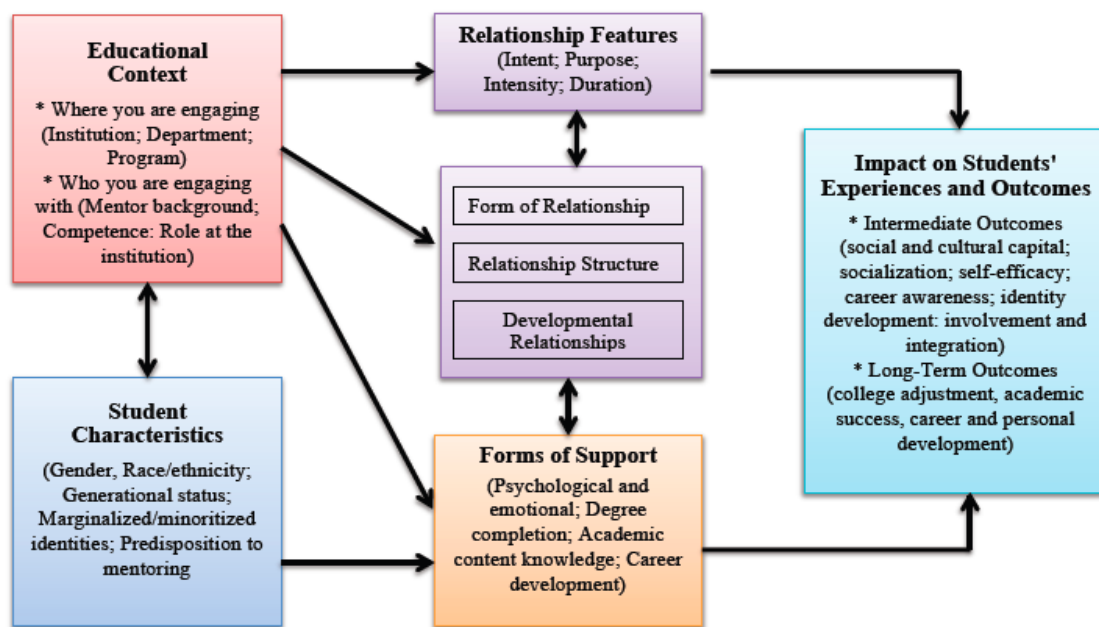 Educational
Context
* Where you are engaging
(Institution; Department;
Program)
* Who you are engaging
with (Mentor background;
Competence: Role at the
institution)
Student
Characteristics
(Gender, Race/ethnicity;
Generational status;
Marginalized/minoritized
identities; Predisposition to
mentoring
Relationship Features
(Intent; Purpose;
Intensity; Duration)
Form of Relationship
Relationship Structure
Developmental
Relationships
Forms of Support
(Psychological and
emotional; Degree
completion; Academic
content knowledge; Career
development)
Impact on Students'
Experiences and Outcomes
* Intermediate Outcomes
(social and cultural capital;
socialization; self-efficacy;
career awareness; identity
development: involvement and
integration)
* Long-Term Outcomes
(college adjustment, academic
success, career and personal
development)